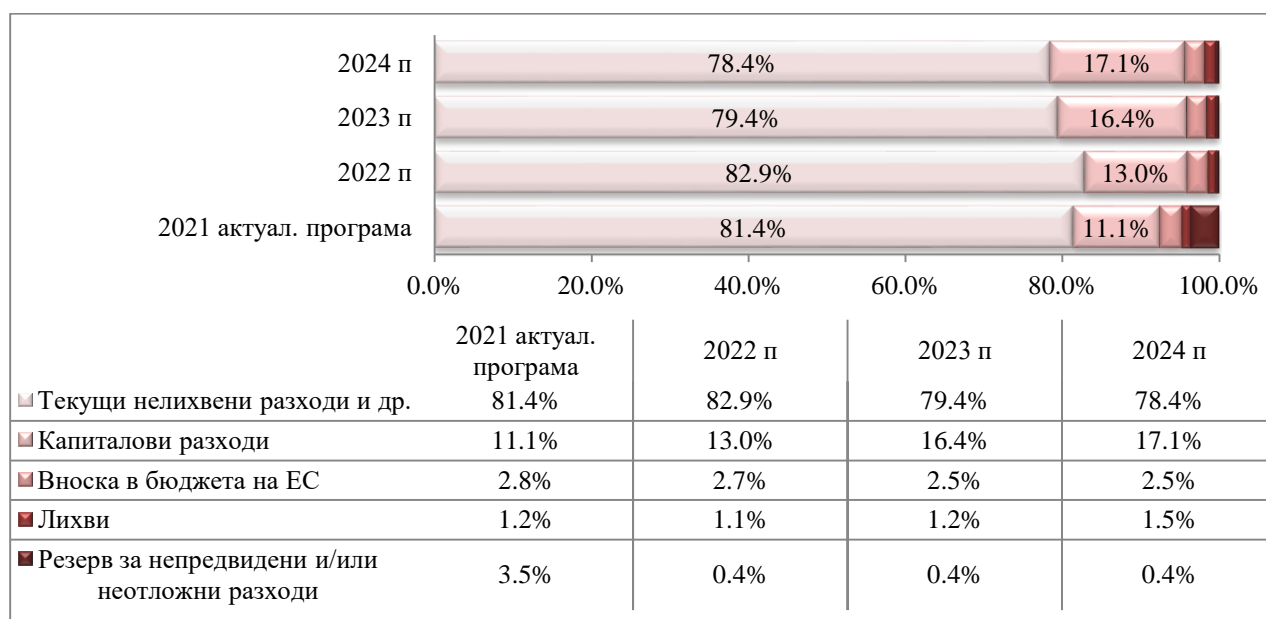 2024 п
78.4%
17.1%
2023 п
79.4%
16.4%
2022 п
82.9%
13.0%
2021 актуал. програма
81.4%
11.1%
0.0% 20.0% 40.0% 60.0% 80.0% 100.0%
2021 актуал. програма 2022 п 2023 п 2024 п
Текущи нелихвени разходи и др. 81.4% 82.9% 79.4% 78.4%
Капиталови разходи 11.1% 13.0% 16.4% 17.1%
Вноска в бюджета на ЕС 2.8% 2.7% 2.5% 2.5%
Лихви 1.2% 1.1% 1.2% 1.5%
Резерв за непредвидени и/или
неотложни разходи 3.5% 0.4% 0.4% 0.4%